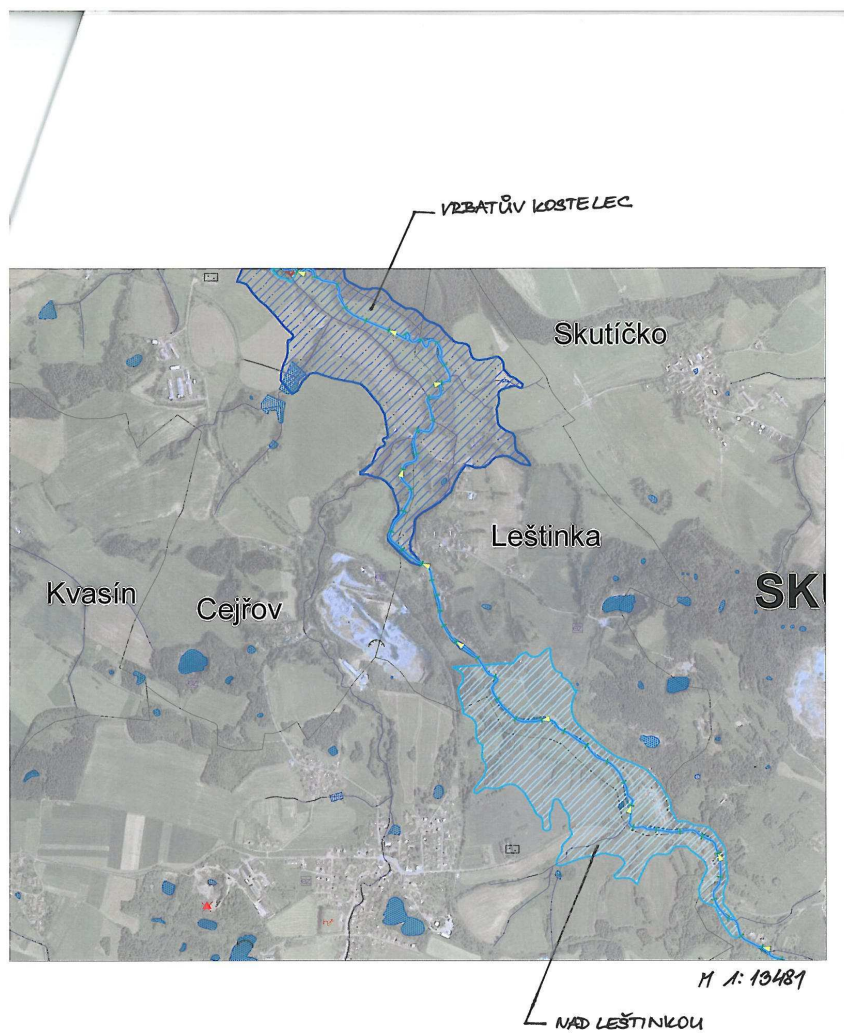 VRBATŮV KOSTELEC
Skutíčko
Leštinka
Kvasín
Cejřov
SK
M 1:13481
NAD LEŠTINKOU